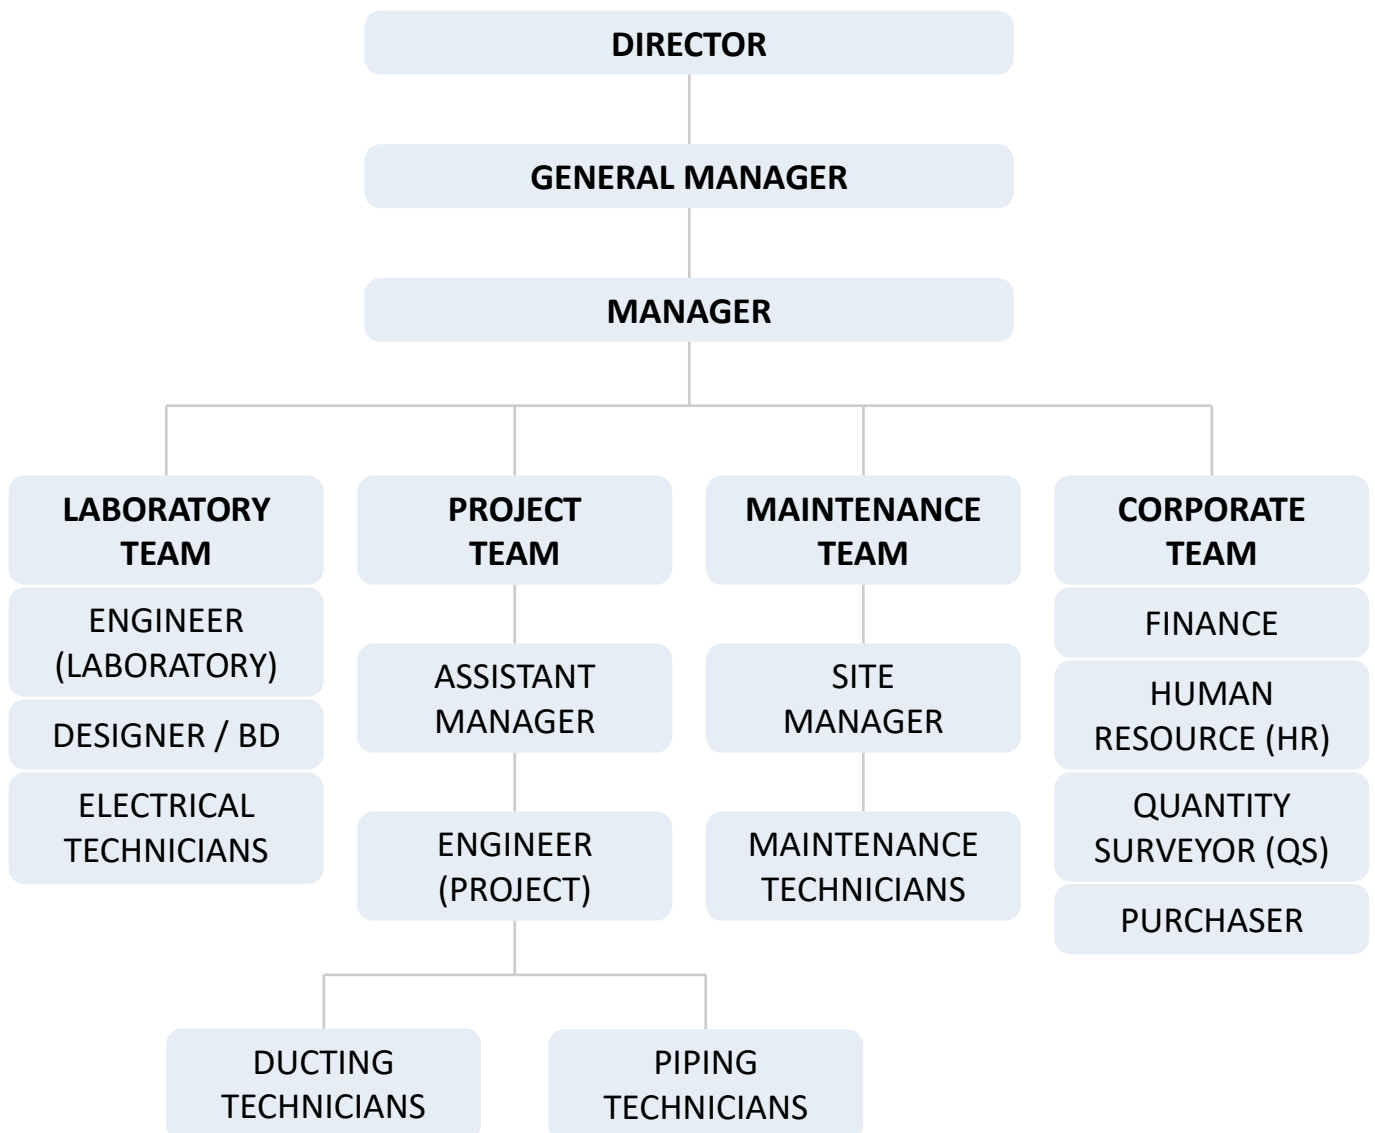 DIRECTOR
GENERAL MANAGER
MANAGER
LABORATORY
TEAM
ENGINEER
(LABORATORY)
DESIGNER / BD
ELECTRICAL
TECHNICIANS
PROJECT
TEAM
ASSISTANT
MANAGER
ENGINEER
(PROJECT)
DUCTING
TECHNICIANS
PIPING
TECHNICIANS
MAINTENANCE
TEAM
SITE
MANAGER
MAINTENANCE
TECHNICIANS
CORPORATE
TEAM
FINANCE
HUMAN
RESOURCE (HR)
QUANTITY
SURVEYOR (QS)
PURCHASER